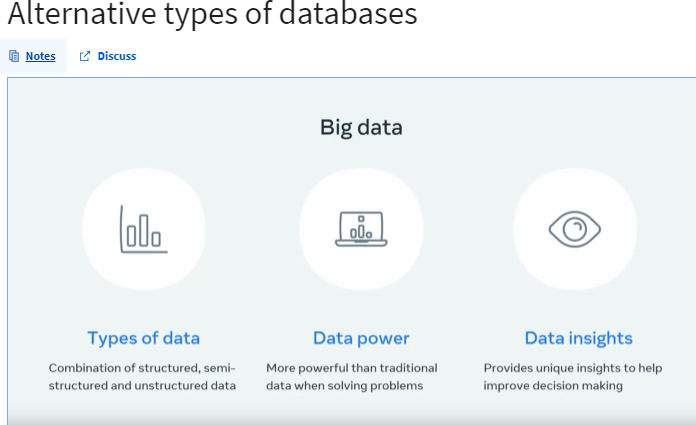 Alternative types of databases
Notes
Discuss
Big data
Types of data
Combination of structured, semi-
structured and unstructured data
Data power
More powerful than traditional
data when solving problems
Data insights
Provides unique insights to help
improve decision making